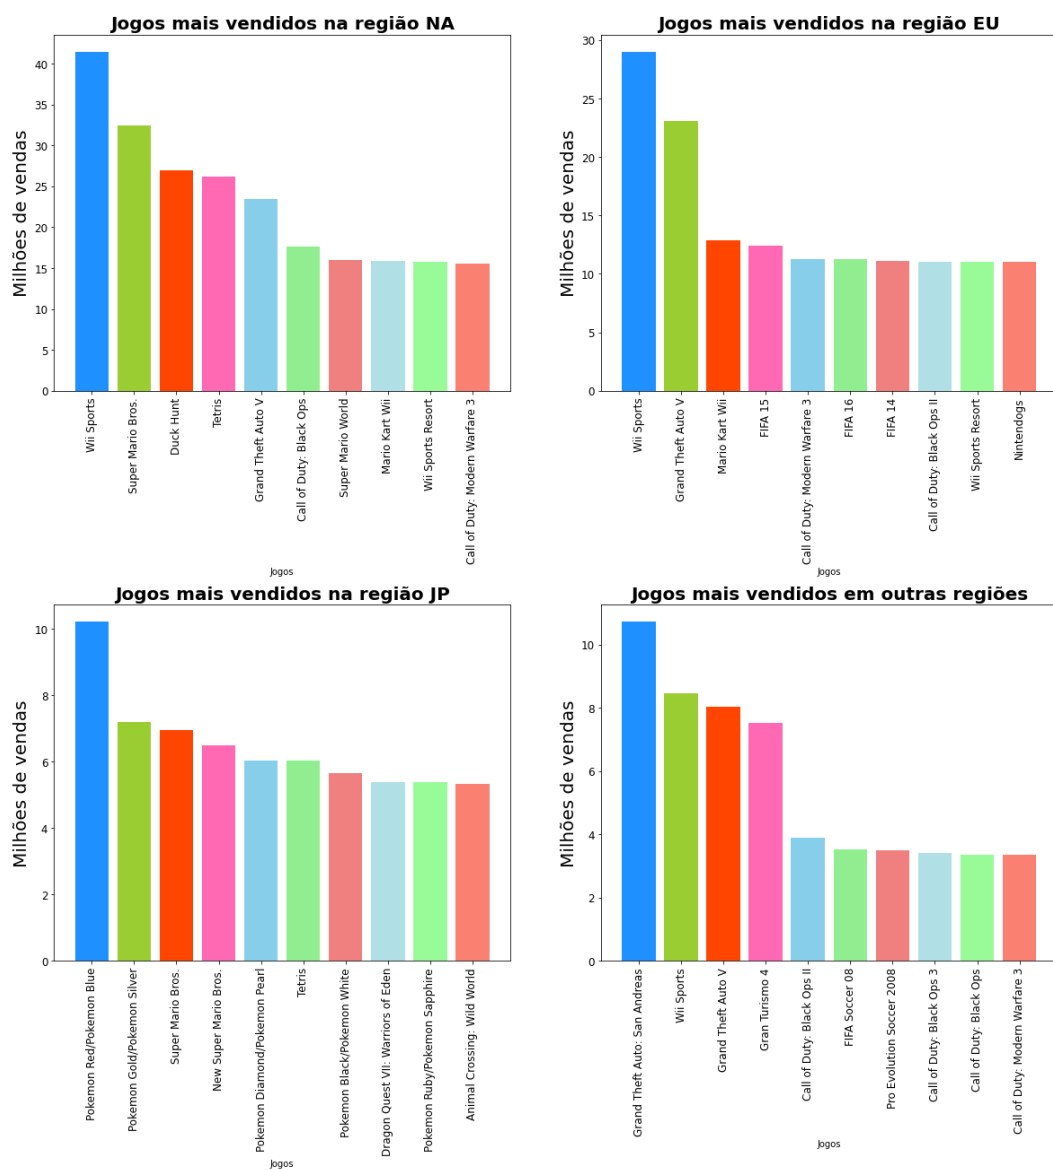 Jogos mais vendidos na região NA
Milhões de vendas
40
35
30
25
20
15
10
5
0
Wii Sports
Super Mario Bros.
Duck Hunt
Tetris
Grand Theft Auto V
Call of Duty: Black Ops
Super Mario World
Mario Kart Wii
Wii Sports Resort
Call of Duty: Modern Warfare 3
Jogos
Jogos mais vendidos na região EU
Milhões de vendas
30
25
20
15
10
5
0
Wii Sports
Grand Theft Auto V
Mario Kart Wii
FIFA 15
Call of Duty: Modern Warfare 3
FIFA 16
FIFA 14
Call of Duty: Black Ops II
Wii Sports Resort
Nintendogs
Jogos
Jogos mais vendidos na região JP
Milhões de vendas
10
8
6
4
2
0
Pokemon Red/Pokemon Blue
Pokemon Gold/Pokemon Silver
Super Mario Bros.
New Super Mario Bros.
Pokemon Diamond/Pokemon Pearl
Tetris
Pokemon Black/Pokemon White
Dragon Quest VII: Warriors of Eden
Pokemon Ruby/Pokemon Sapphire
Animal Crossing: Wild World
Jogos
Jogos mais vendidos em outras regiões
Milhões de vendas
10
8
6
4
2
0
Grand Theft Auto: San Andreas
Wii Sports
Grand Theft Auto V
Gran Turismo 4
Call of Duty: Black Ops II
FIFA Soccer 08
Pro Evolution Soccer 2008
Call of Duty: Black Ops 3
Call of Duty: Black Ops
Call of Duty: Modern Warfare 3
Jogos